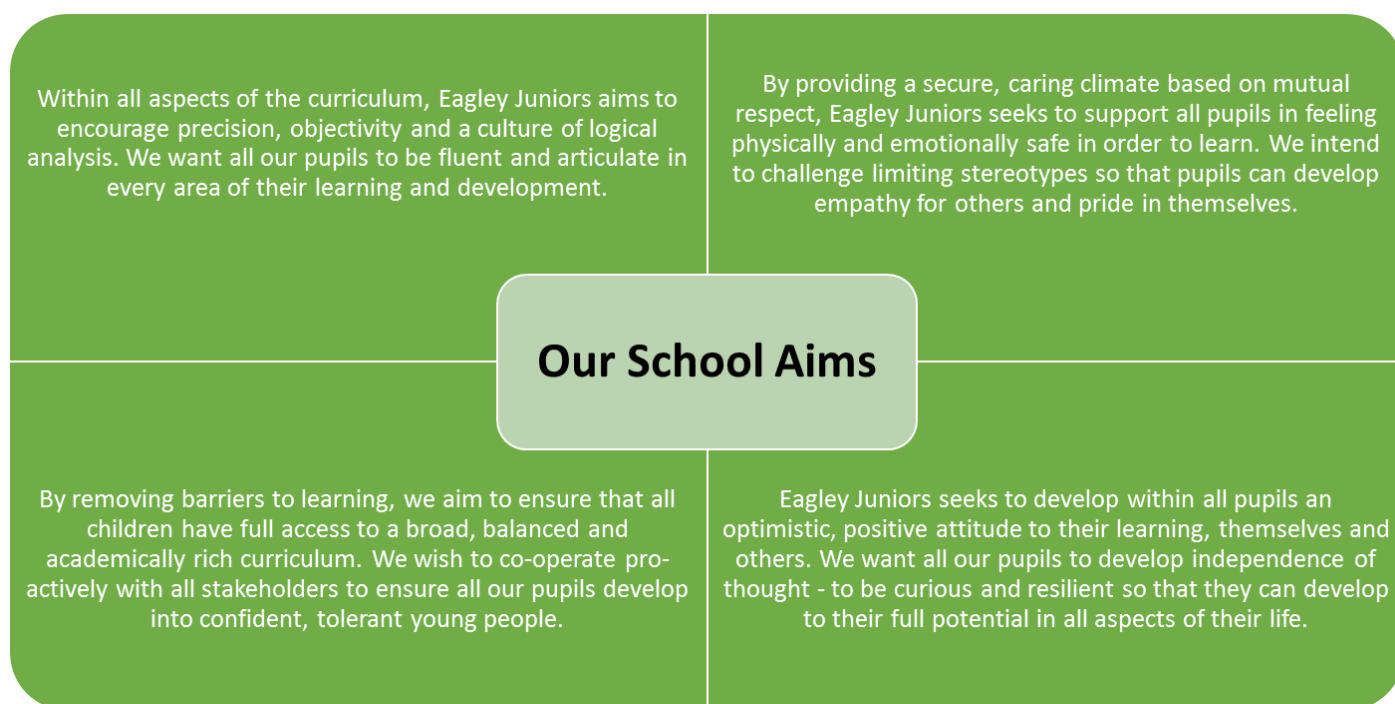 Within all aspects of the curriculum, Eagley Juniors aims to
encourage precision, objectivity and a culture of logical
analysis. We want all our pupils to be fluent and articulate in
every area of their learning and development.
By providing a secure, caring climate based on mutual
respect, Eagley Juniors seeks to support all pupils in feeling
physically and emotionally safe in order to learn. We intend
to challenge limiting stereotypes so that pupils can develop
empathy for others and pride in themselves.
Our School Aims
By removing barriers to learning, we aim to ensure that all
children have full access to a broad, balanced and
academically rich curriculum. We wish to co-operate pro-
actively with all stakeholders to ensure all our pupils develop
into confident, tolerant young people.
Eagley Juniors seeks to develop within all pupils an
optimistic, positive attitude to their learning, themselves and
others. We want all our pupils to develop independence of
thought - to be curious and resilient so that they can develop
to their full potential in all aspects of their life.